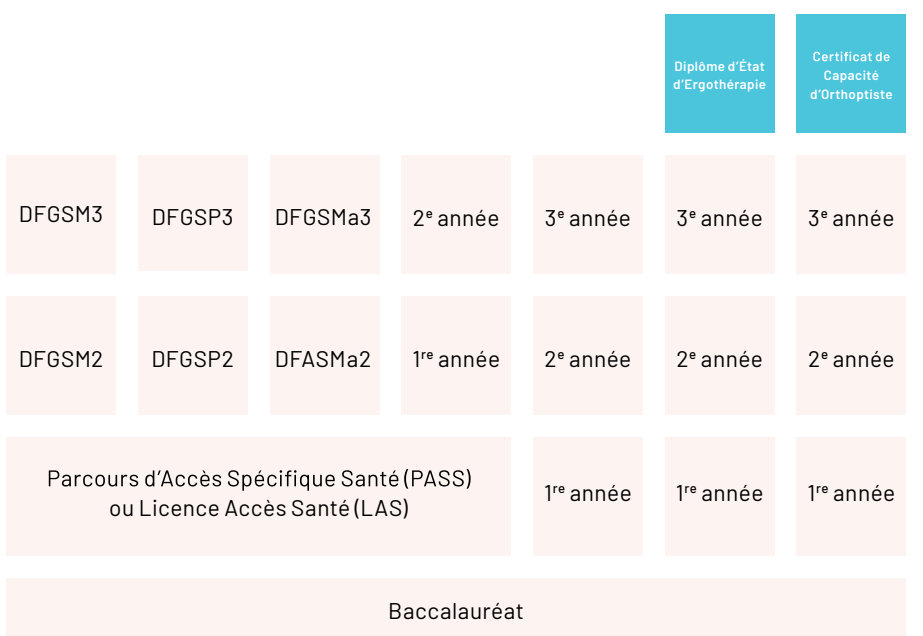 Diplôme d'État
d'Ergothérapie
Certificat de
Capacité
d'Orthoptiste
DFGSM3
DFGSP3
DFGSMa3
2ᵉ année
3ᵉ année
3ᵉ année
3ᵉ année
DFGSM2
DFGSP2
DFASMa2
1ʳᵉ année
2ᵉ année
2ᵉ année
2ᵉ année
Parcours d'Accès Spécifique Santé (PASS)
ou Licence Accès Santé (LAS)
1ʳᵉ année
1ʳᵉ année
1ʳᵉ année
Baccalauréat